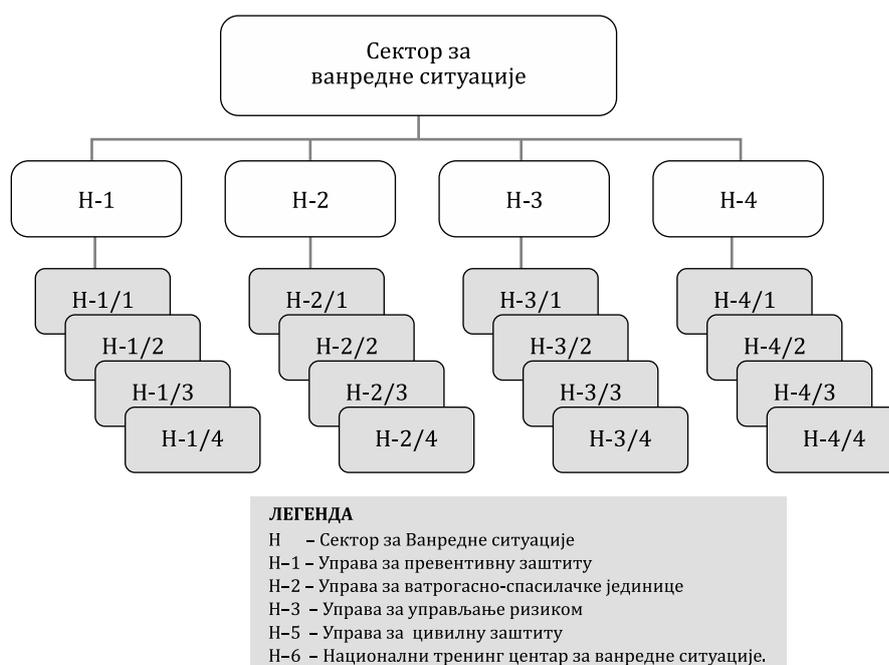 Сектор за
ванредне ситуације
Н-1
Н-2
Н-3
Н-4
Н-1/1
Н-1/2
Н-1/3
Н-1/4
Н-2/1
Н-2/2
Н-2/3
Н-2/4
Н-3/1
Н-3/2
Н-3/3
Н-3/4
Н-4/1
Н-4/2
Н-4/3
Н-4/4
ЛЕГЕНДА
Н – Сектор за Ванредне ситуације
Н–1 – Управа за превентивну заштиту
Н–2 – Управа за ватрогасно-спасилачке јединице
Н–3 – Управа за управљање ризиком
Н–5 – Управа за цивилну заштиту
Н–6 – Национални тренинг центар за ванредне ситуације.